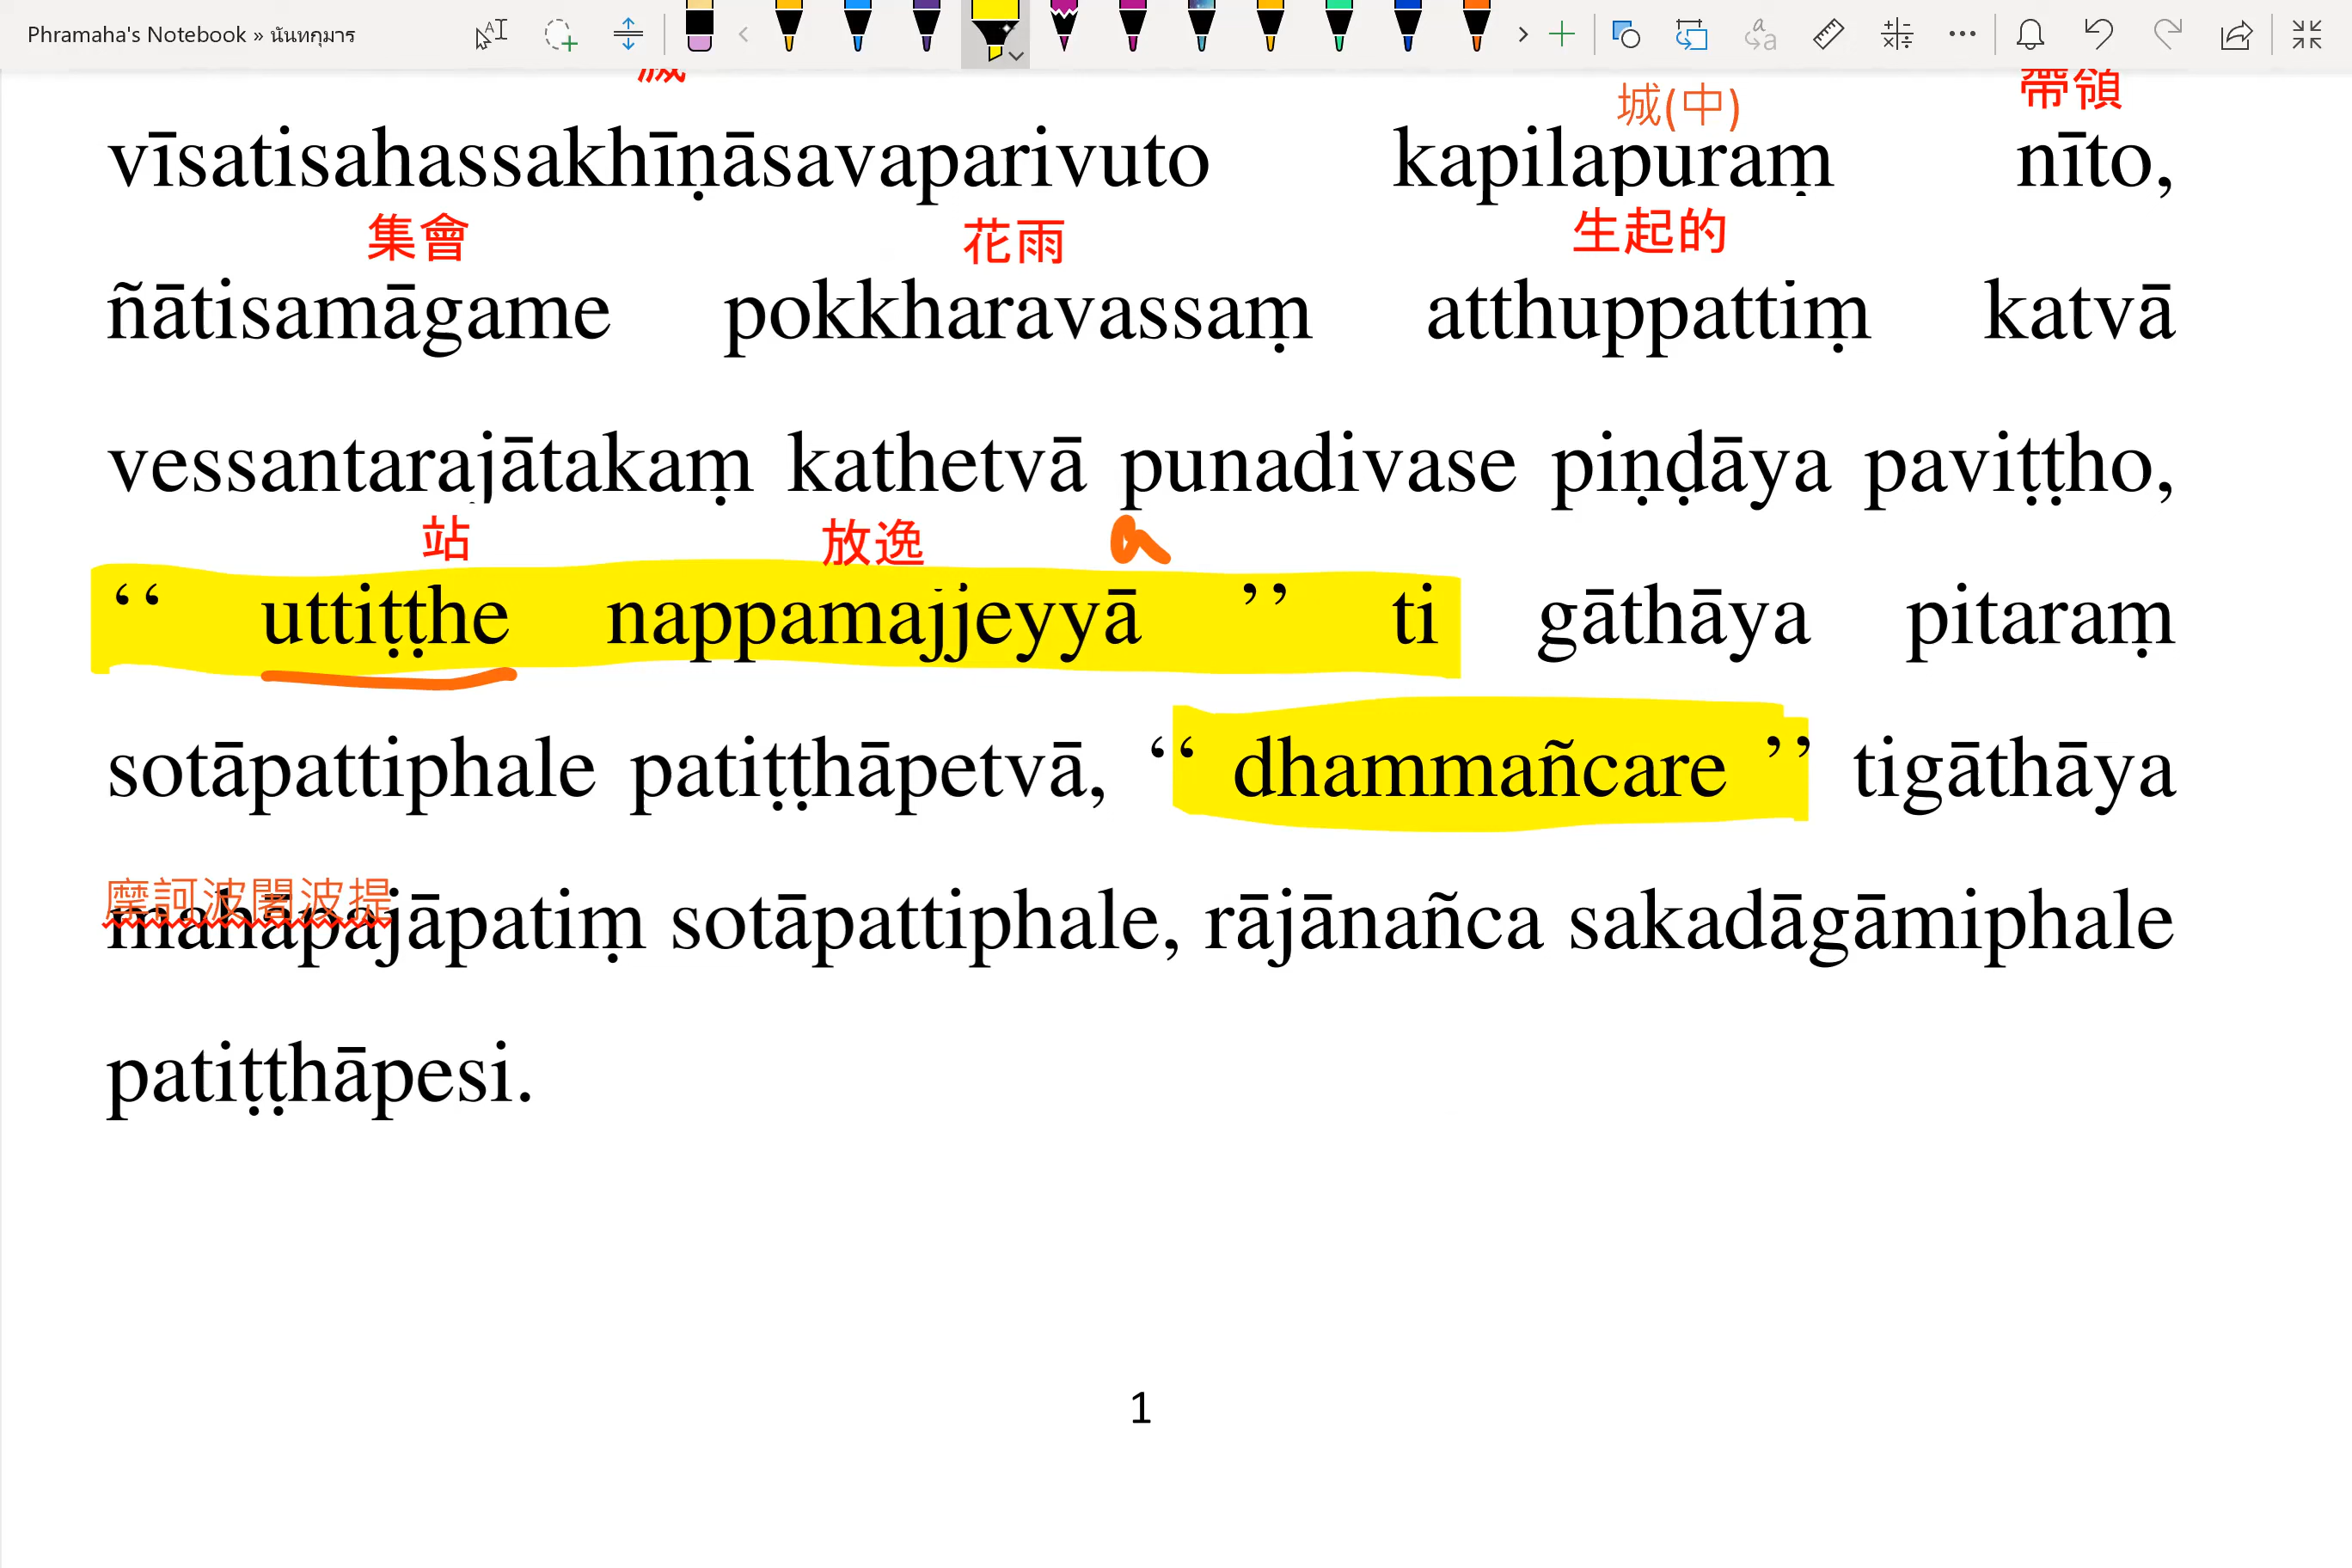 Phramaha's Notebook » นันทกุมาร
城(中) 帶領
vīsatisahassakhīṇāsavaparivuto kapilapuraṃ nīto,
集會 花雨 生起的
ñātisamāgame pokkharavassaṃ atthuppattiṃ katvā
vessantarajātakaṃ kathetvā punadivase piṇḍāya paviṭṭho,
站 放逸
‘‘ uttiṭṭhe nappamajjeyyā ’’ ti gāthāya pitaraṃ
sotāpattiphale patiṭṭhāpetvā, ‘‘ dhammañcare ’’ tigāthāya
摩訶波闍波提
mahāpajāpatiṃ sotāpattiphale, rājānañca sakadāgāmiphale
patiṭṭhāpesi.
1